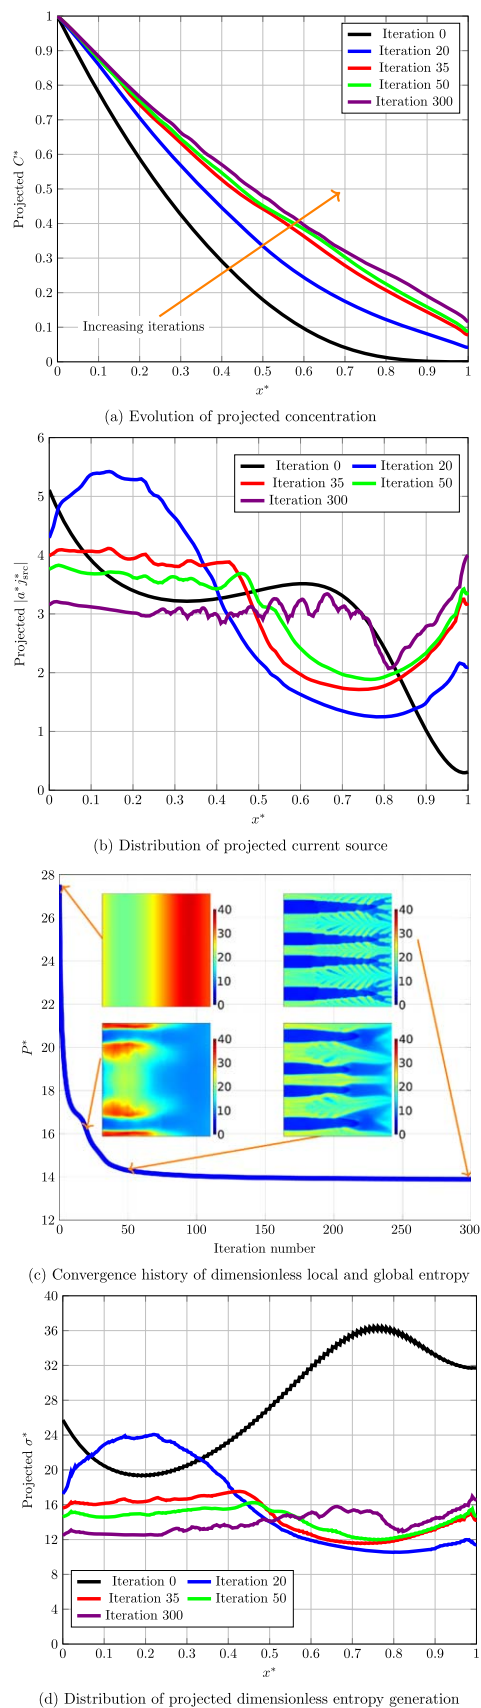 1
0.9
0.8
0.7
0.6
0.5
0.4
0.3
0.2
0.1
0
Projected C*
Iteration 0
Iteration 20
Iteration 35
Iteration 50
Iteration 300
Increasing iterations
0 0.1 0.2 0.3 0.4 0.5 0.6 0.7 0.8 0.9 1
x*
(a) Evolution of projected concentration
6
5
4
3
2
1
0
Projected |a*j*src|
Iteration 0 Iteration 20
Iteration 35 Iteration 50
Iteration 300
0 0.1 0.2 0.3 0.4 0.5 0.6 0.7 0.8 0.9 1
x*
(b) Distribution of projected current source
28
26
24
22
20
18
16
14
12
P*
40
30
20
10
0
40
30
20
10
0
40
30
20
10
0
40
30
20
10
0
0 50 100 150 200 250 300
Iteration number
(c) Convergence history of dimensionless local and global entropy
40
36
32
28
24
20
16
12
8
4
0
Projected σ*
Iteration 0 Iteration 20
Iteration 35 Iteration 50
Iteration 300
0 0.1 0.2 0.3 0.4 0.5 0.6 0.7 0.8 0.9 1
x*
(d) Distribution of projected dimensionless entropy generation